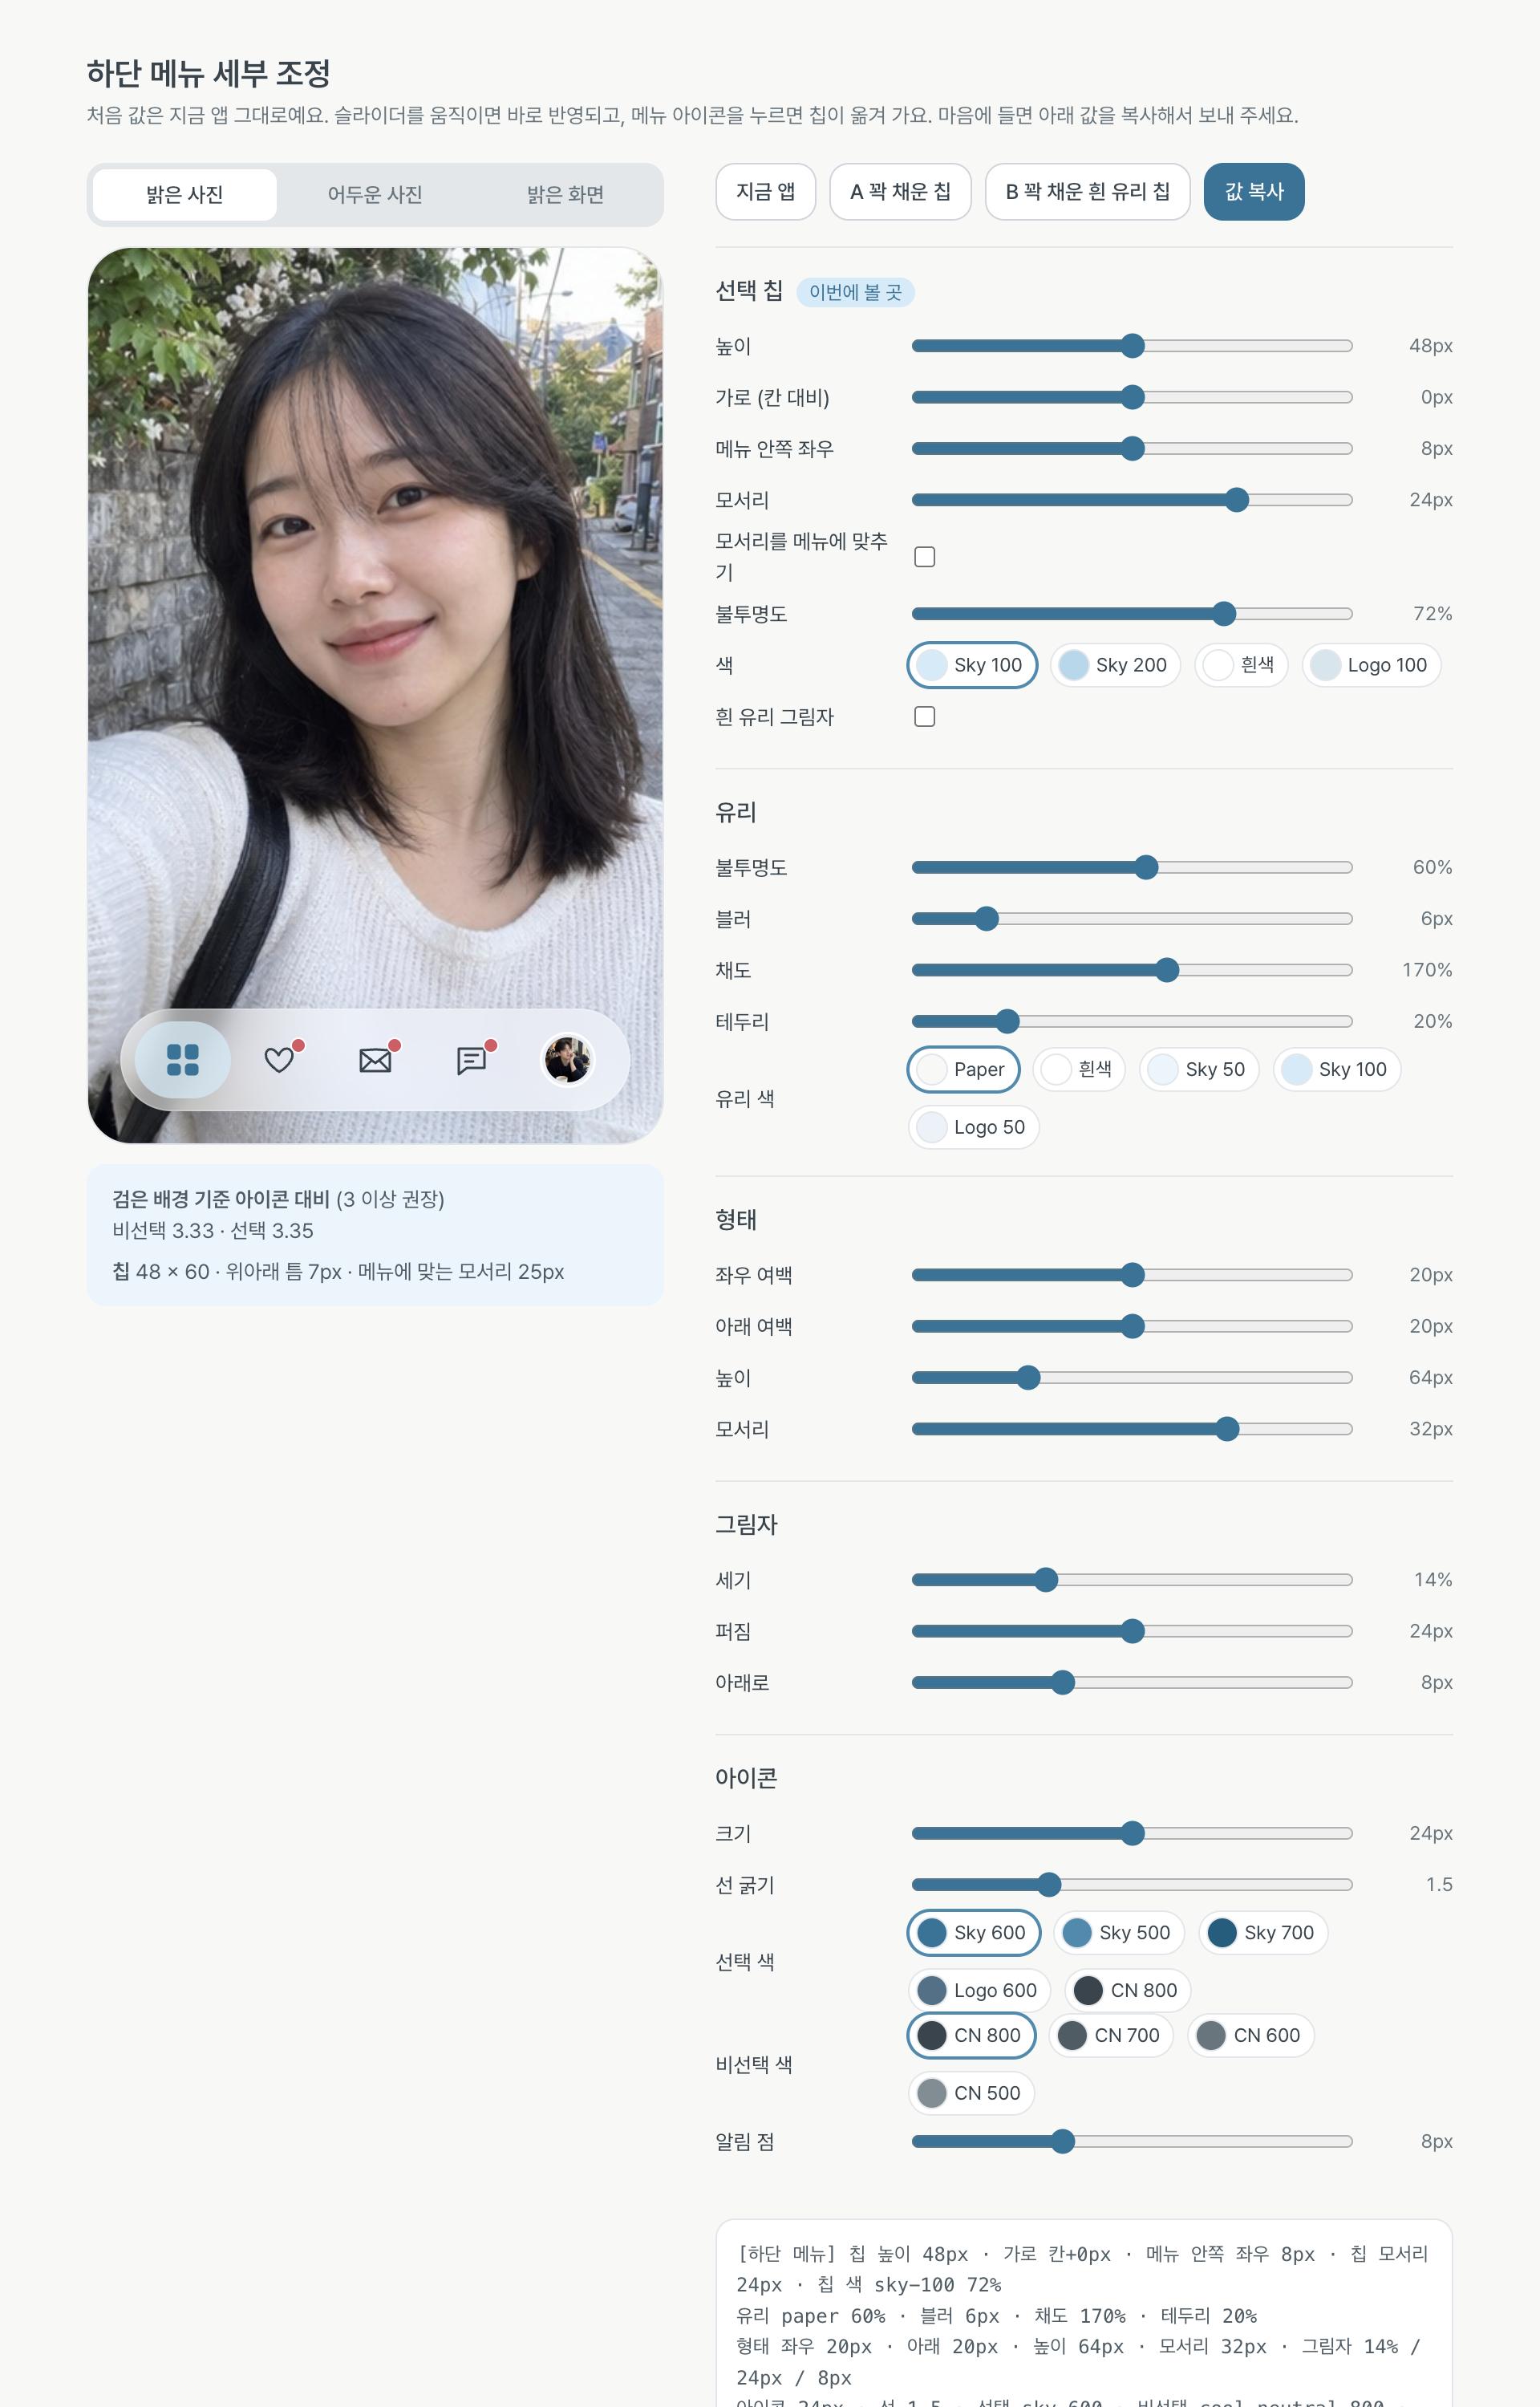 하단 메뉴 세부 조정
처음 값은 지금 앱 그대로예요. 슬라이더를 움직이면 바로 반영되고, 메뉴 아이콘을 누르면 칩이 옮겨 가요. 마음에 들면 아래 값을 복사해서 보내 주세요.
밝은 사진 어두운 사진 밝은 화면
지금 앱 A 꽉 채운 칩 B 꽉 채운 흰 유리 칩 값 복사
선택 칩 이번에 볼 곳
높이 48px
가로 (칸 대비) 0px
메뉴 안쪽 좌우 8px
모서리 24px
모서리를 메뉴에 맞추
기
불투명도 72%
색 Sky 100 Sky 200 흰색 Logo 100
흰 유리 그림자
유리
불투명도 60%
블러 6px
채도 170%
테두리 20%
유리 색 Paper 흰색 Sky 50 Sky 100
Logo 50
검은 배경 기준 아이콘 대비 (3 이상 권장)
비선택 3.33 · 선택 3.35
칩 48 × 60 · 위아래 틈 7px · 메뉴에 맞는 모서리 25px
형태
좌우 여백 20px
아래 여백 20px
높이 64px
모서리 32px
그림자
세기 14%
퍼짐 24px
아래로 8px
아이콘
크기 24px
선 굵기 1.5
선택 색 Sky 600 Sky 500 Sky 700
Logo 600 CN 800
비선택 색 CN 800 CN 700 CN 600
CN 500
알림 점 8px
[하단 메뉴] 칩 높이 48px · 가로 칸+0px · 메뉴 안쪽 좌우 8px · 칩 모서리
24px · 칩 색 sky-100 72%
유리 paper 60% · 블러 6px · 채도 170% · 테두리 20%
형태 좌우 20px · 아래 20px · 높이 64px · 모서리 32px · 그림자 14% /
24px / 8px